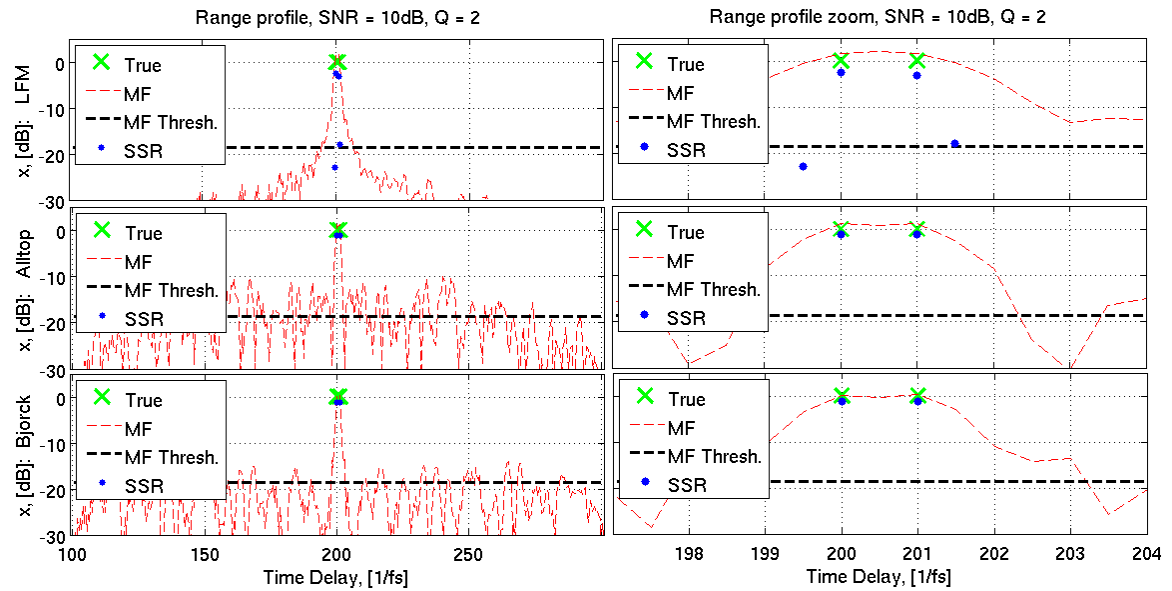 Range profile, SNR = 10dB, Q = 2
Range profile zoom, SNR = 10dB, Q = 2
x, [dB]: LFM
0
-10
-20
-30
True
MF
MF Thresh.
SSR
True
MF
MF Thresh.
SSR
x, [dB]: Alltop
0
-10
-20
-30
True
MF
MF Thresh.
SSR
True
MF
MF Thresh.
SSR
x, [dB]: Bjorck
0
-10
-20
-30
True
MF
MF Thresh.
SSR
True
MF
MF Thresh.
SSR
100 150 200 250
198 199 200 201 202 203 204
Time Delay, [1/fs]
Time Delay, [1/fs]